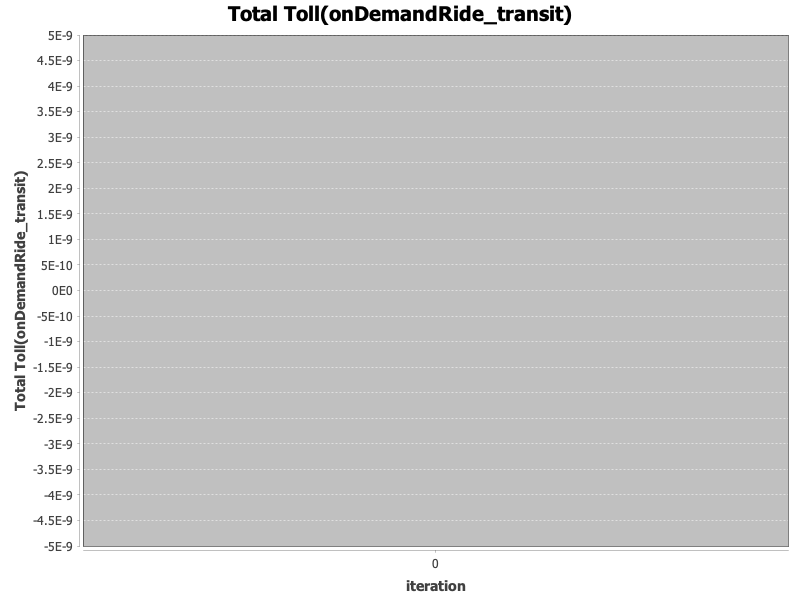 Total Toll(onDemandRide_transit)
5E-9
4.5E-9
4E-9
3.5E-9
3E-9
2.5E-9
2E-9
1.5E-9
1E-9
5E-10
0E0
-5E-10
-1E-9
-1.5E-9
-2E-9
-2.5E-9
-3E-9
-3.5E-9
-4E-9
-4.5E-9
-5E-9
Total Toll(onDemandRide_transit)
0
iteration